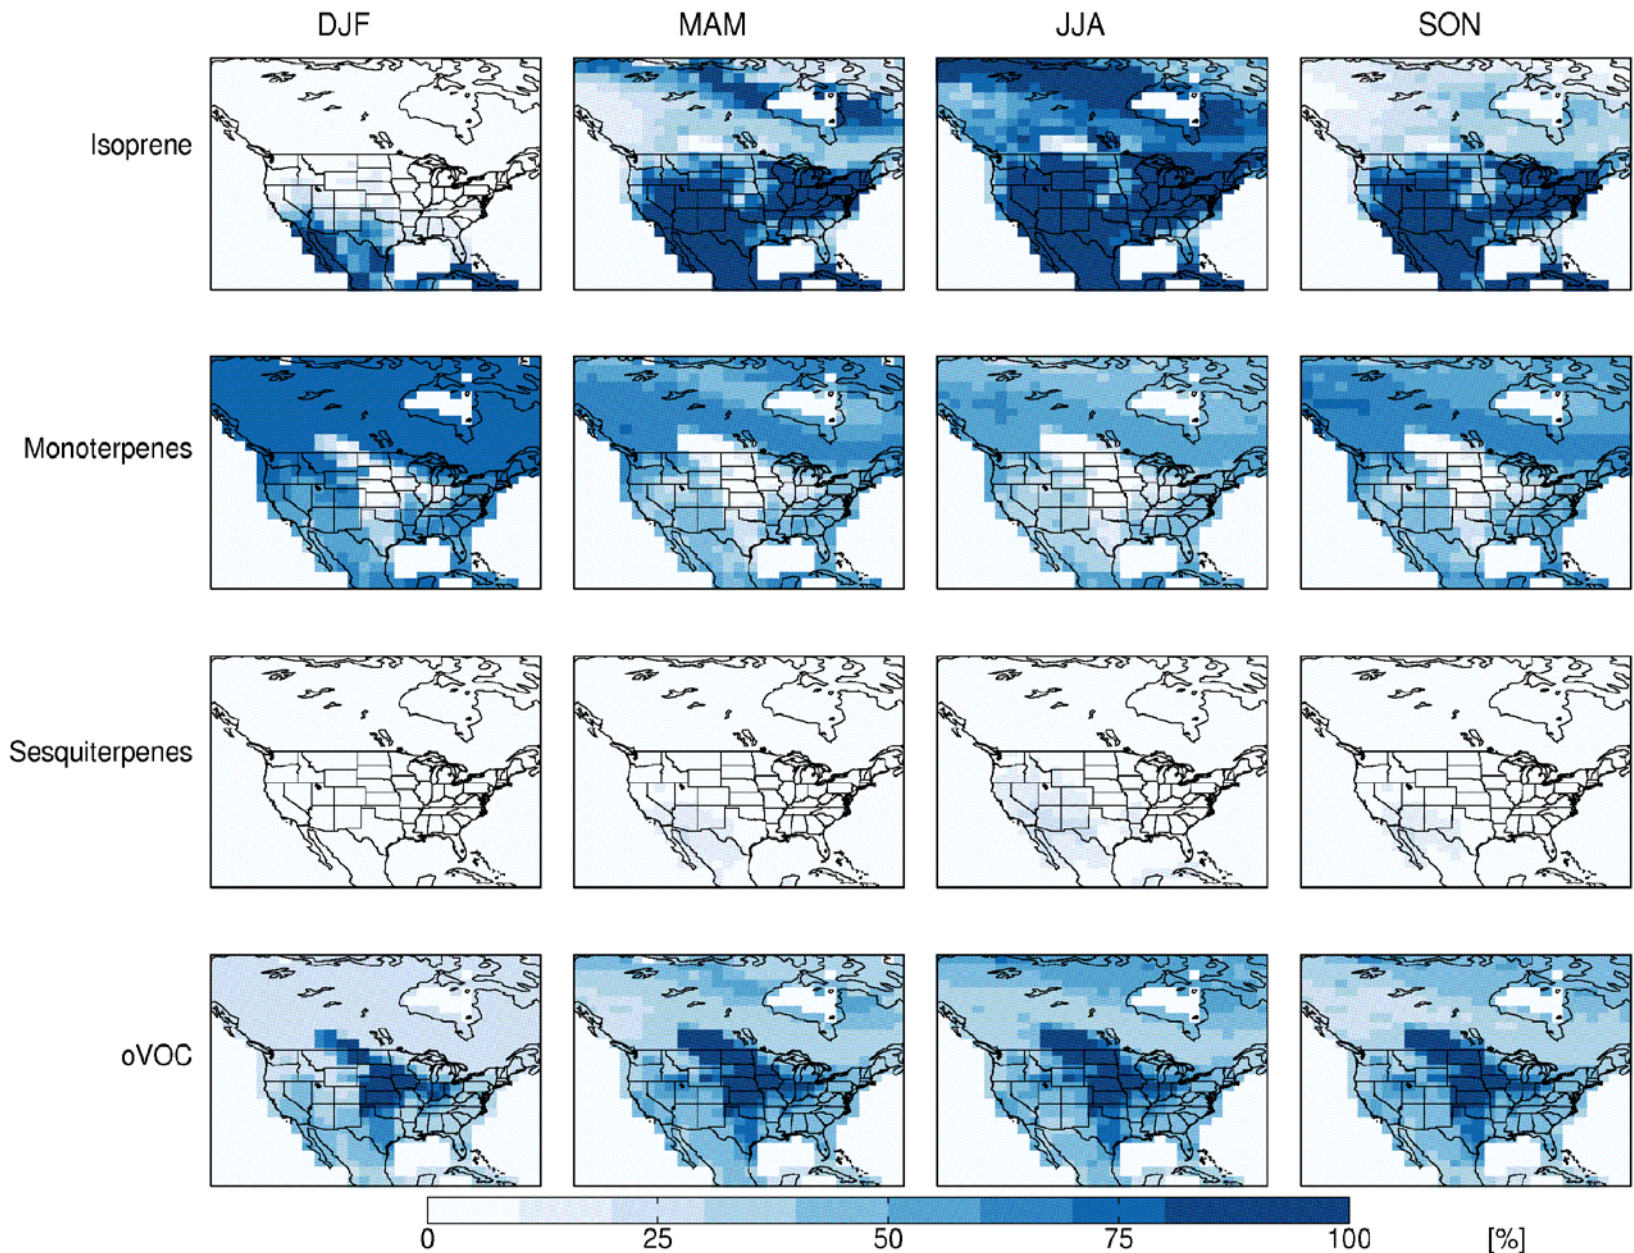 DJF MAM JJA SON
Isoprene
Monoterpenes
Sesquiterpenes
oVOC
0 25 50 75 100 [%]